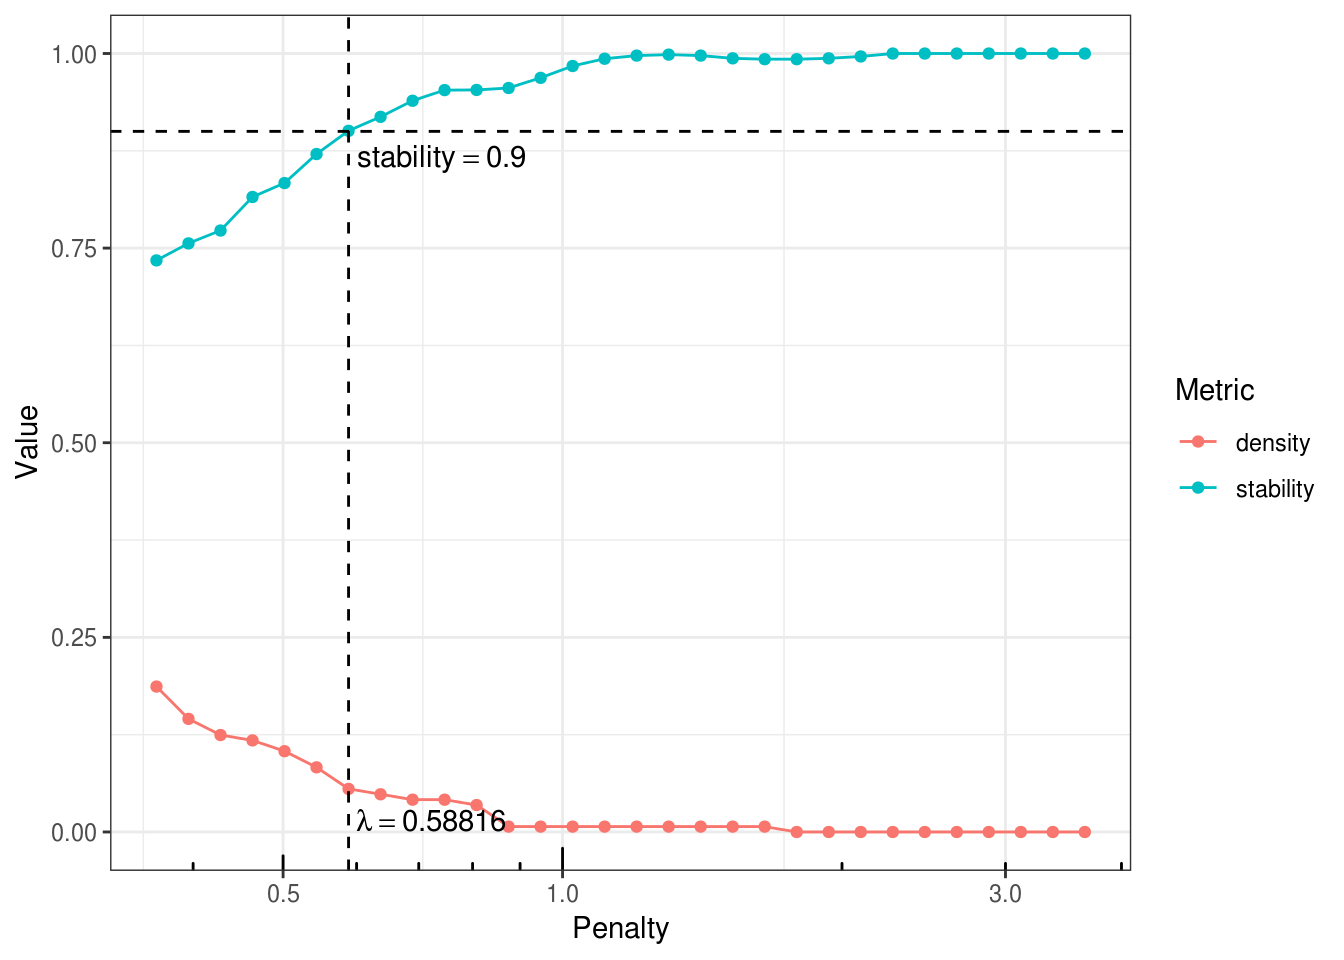 1.00
0.75
0.50
0.25
0.00
Value
stability = 0.9
λ = 0.58816
0.5
1.0
3.0
Penalty
Metric
density
stability